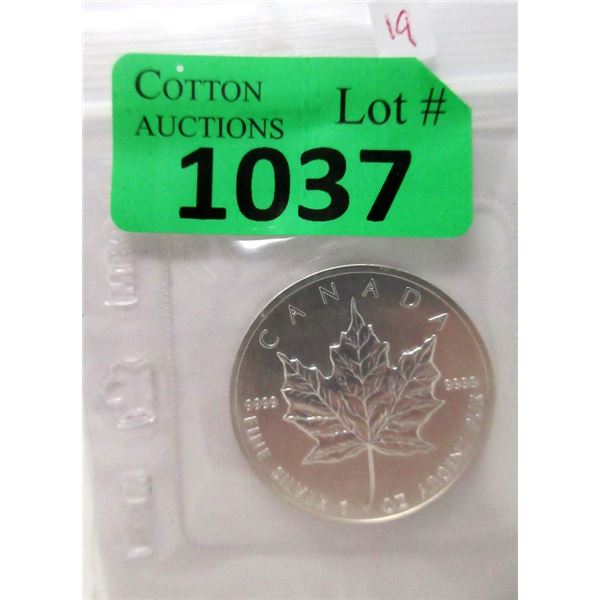 19
COTTON
AUCTIONS
Lot #
1037
CANADA
9999 9999
FINE SILVER 1 OZ ARGENT PUR